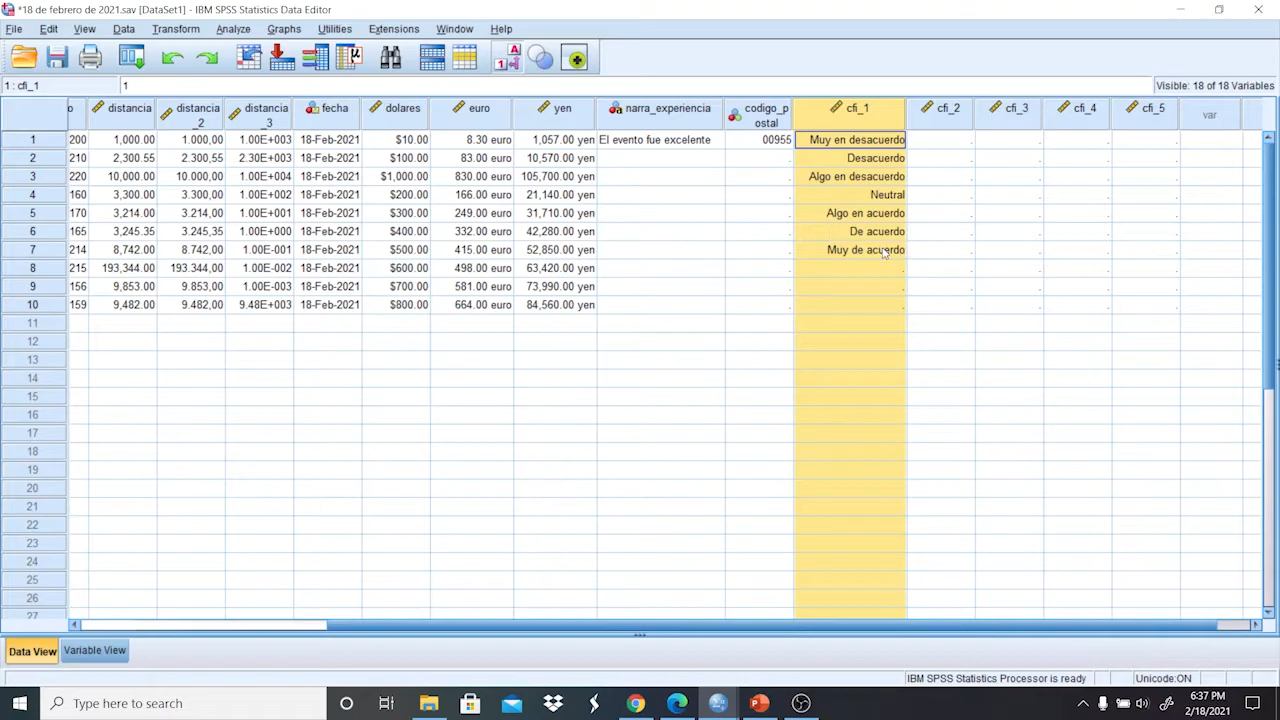 *18 de febrero de 2021.sav [DataSet1] - IBM SPSS Statistics Data Editor
File Edit View Data Transform Analyze Graphs Utilities Extensions Window Help
1 : cfi_1 1 Visible: 18 of 18 Variables
o distancia distancia_2 distancia_3 fecha dolares euro yen narra_experiencia codigo_postal cfi_1 cfi_2 cfi_3 cfi_4 cfi_5 var
1 200 1,000.00 1.000,00 1.00E+003 18-Feb-2021 $10.00 8.30 euro 1,057.00 yen El evento fue excelente 00955 Muy en desacuerdo . . . .
2 210 2,300.55 2.300,55 2.30E+003 18-Feb-2021 $100.00 83.00 euro 10,570.00 yen . Desacuerdo . . . .
3 220 10,000.00 10.000,00 1.00E+004 18-Feb-2021 $1,000.00 830.00 euro 105,700.00 yen . Algo en desacuerdo . . . .
4 160 3,300.00 3.300,00 1.00E+002 18-Feb-2021 $200.00 166.00 euro 21,140.00 yen . Neutral . . . .
5 170 3,214.00 3.214,00 1.00E+001 18-Feb-2021 $300.00 249.00 euro 31,710.00 yen . Algo en acuerdo . . . .
6 165 3,245.35 3.245,35 1.00E+000 18-Feb-2021 $400.00 332.00 euro 42,280.00 yen . De acuerdo . . . .
7 214 8,742.00 8.742,00 1.00E-001 18-Feb-2021 $500.00 415.00 euro 52,850.00 yen . Muy de acuerdo . . . .
8 215 193,344.00 193.344,00 1.00E-002 18-Feb-2021 $600.00 498.00 euro 63,420.00 yen . . . . . .
9 156 9,853.00 9.853,00 1.00E-003 18-Feb-2021 $700.00 581.00 euro 73,990.00 yen . . . . . .
10 159 9,482.00 9.482,00 9.48E+003 18-Feb-2021 $800.00 664.00 euro 84,560.00 yen . . . . . .
11
12
13
14
15
16
17
18
19
20
21
22
23
24
25
26
27
Data View Variable View
IBM SPSS Statistics Processor is ready Unicode:ON
Type here to search
6:37 PM
2/18/2021